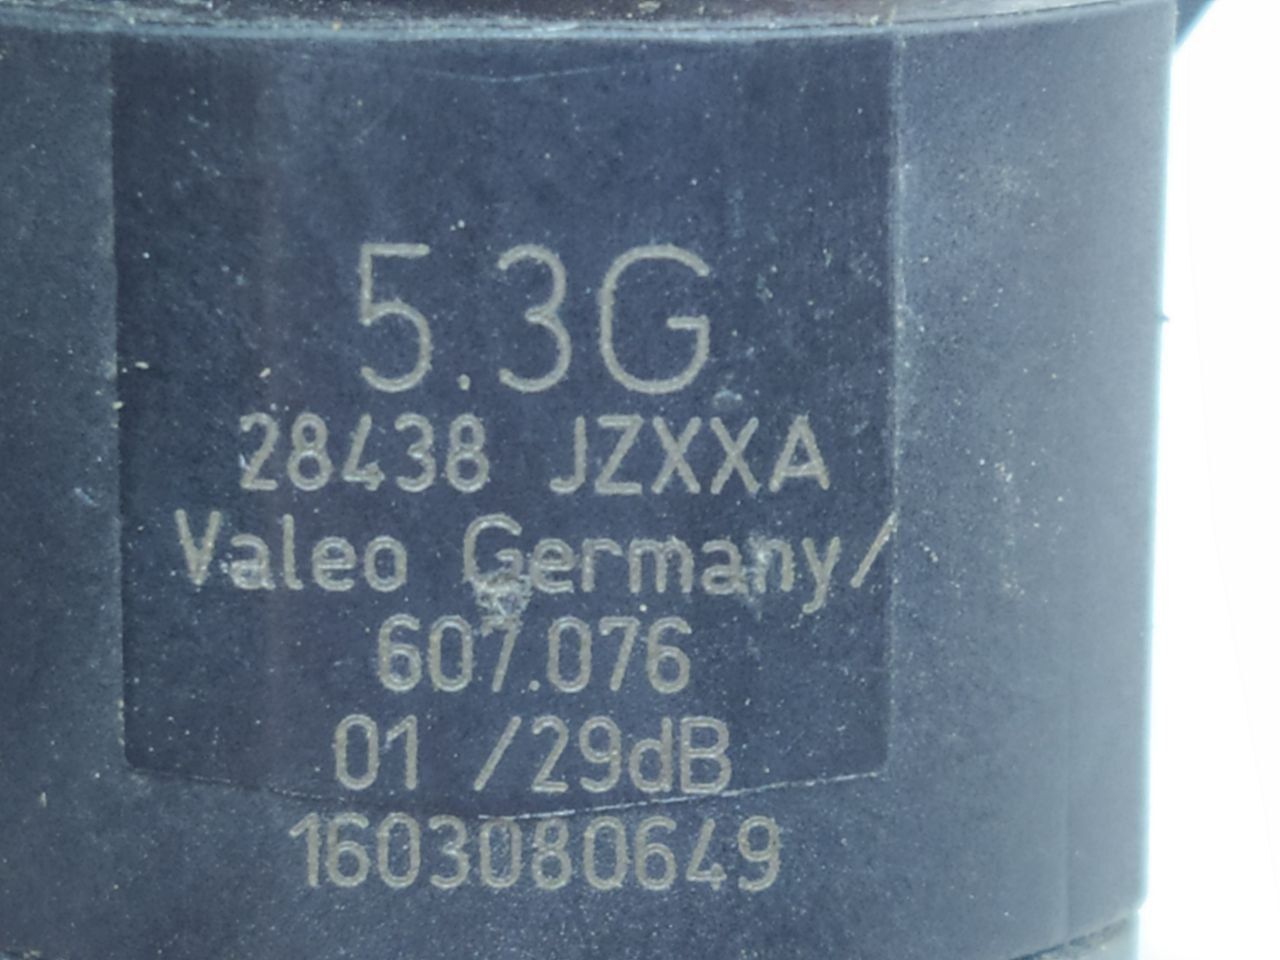 5.3G
28438 JZXXA
Valeo Germany/
607.076
01 /29dB
1603080649